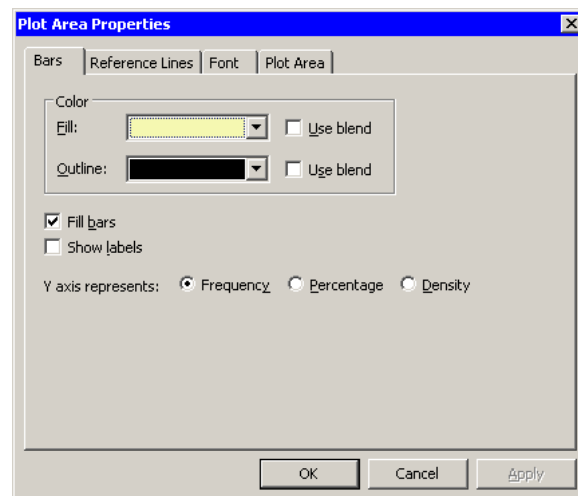 Plot Area Properties
Bars Reference Lines Font Plot Area
Color
Fill: Use blend
Outline: Use blend
Fill bars
Show labels
Y axis represents: Frequency Percentage Density
OK Cancel Apply